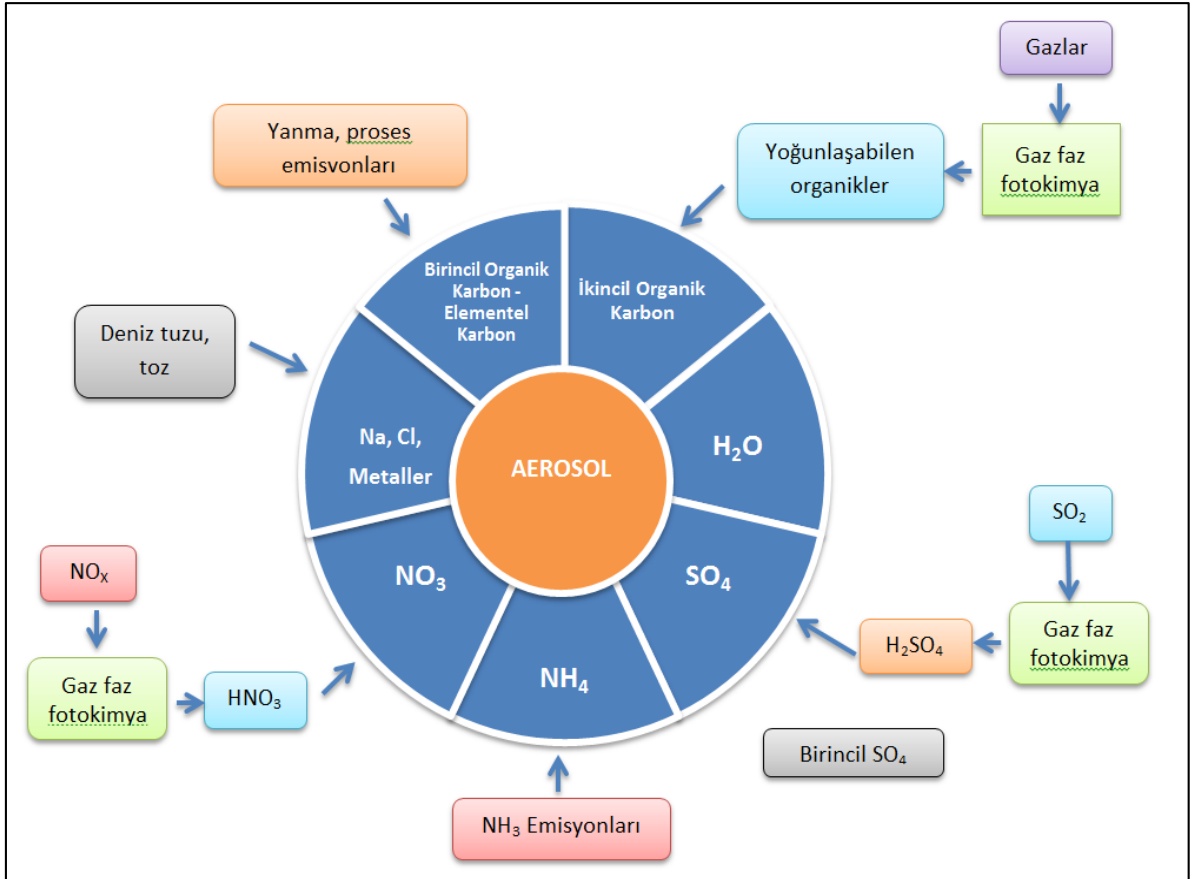 Gazlar
Gaz faz
fotokimya
Yoğunlaşabilen
organikler
Yanma, proses
emisvonları
Birincil Organik
Karbon -
Elementel
Karbon
İkincil Organik
Karbon
Deniz tuzu,
toz
Na, Cl,
Metaller
AEROSOL
H₂O
SO₂
Gaz faz
fotokimya
H₂SO₄
SO₄
NO₃
NH₄
NOₓ
Gaz faz
fotokimya
HNO₃
Birincil SO₄
NH₃ Emisyonları